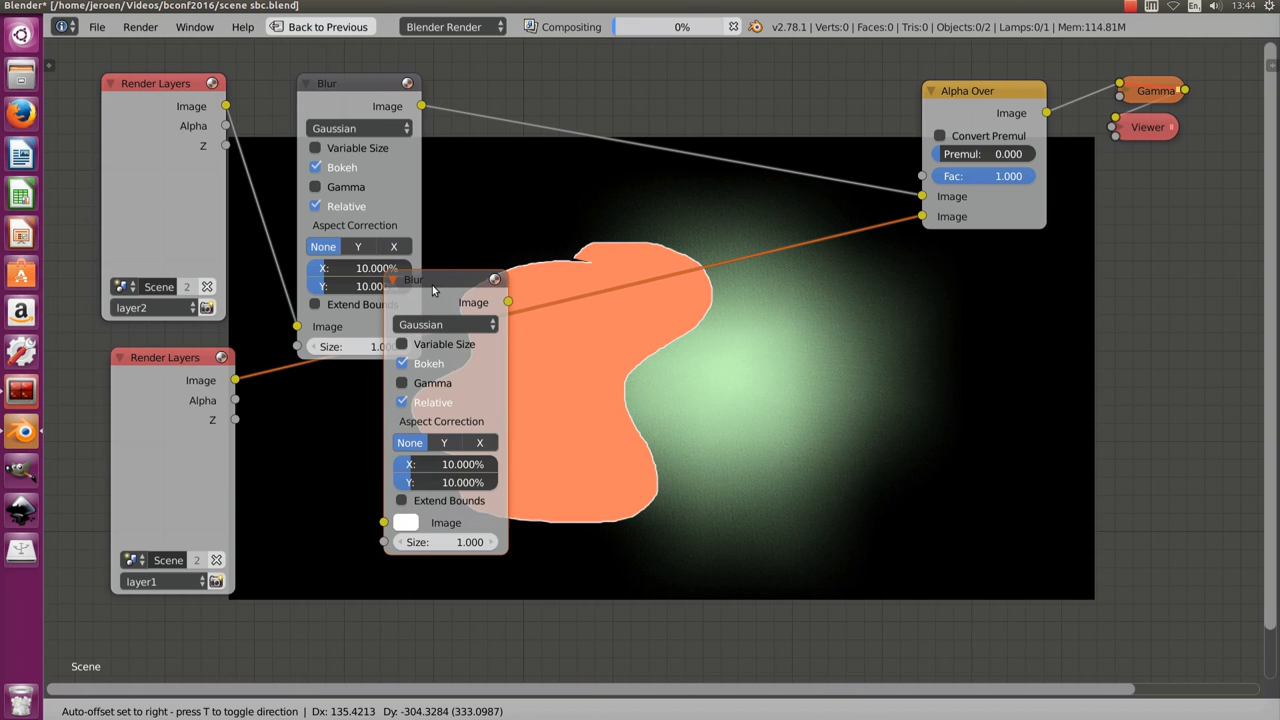 Blender* [/home/jeroen/Videos/bconf2016/scene sbc.blend]
En 13:44
File Render Window Help Back to Previous Blender Render Compositing 0% v2.78.1 | Verts:0 | Faces:0 | Tris:0 | Objects:0/2 | Lamps:0/1 | Mem:114.81M
Render Layers
Image
Alpha
Z
Scene 2
layer2
Blur
Image
Gaussian
Variable Size
Bokeh
Gamma
Relative
Aspect Correction
None Y X
X: 10.000%
Y: 10.00
Extend Bounds
Image
Size: 1.0
Alpha Over
Image
Convert Premul
Premul: 0.000
Fac: 1.000
Image
Image
Gamma
Viewer
Blur
Image
Gaussian
Variable Size
Bokeh
Gamma
Relative
Aspect Correction
None Y X
X: 10.000%
Y: 10.000%
Extend Bounds
Image
Size: 1.000
Render Layers
Image
Alpha
Z
Scene 2
layer1
Scene
Auto-offset set to right - press T to toggle direction | Dx: 135.4213 Dy: -304.3284 (333.0987)